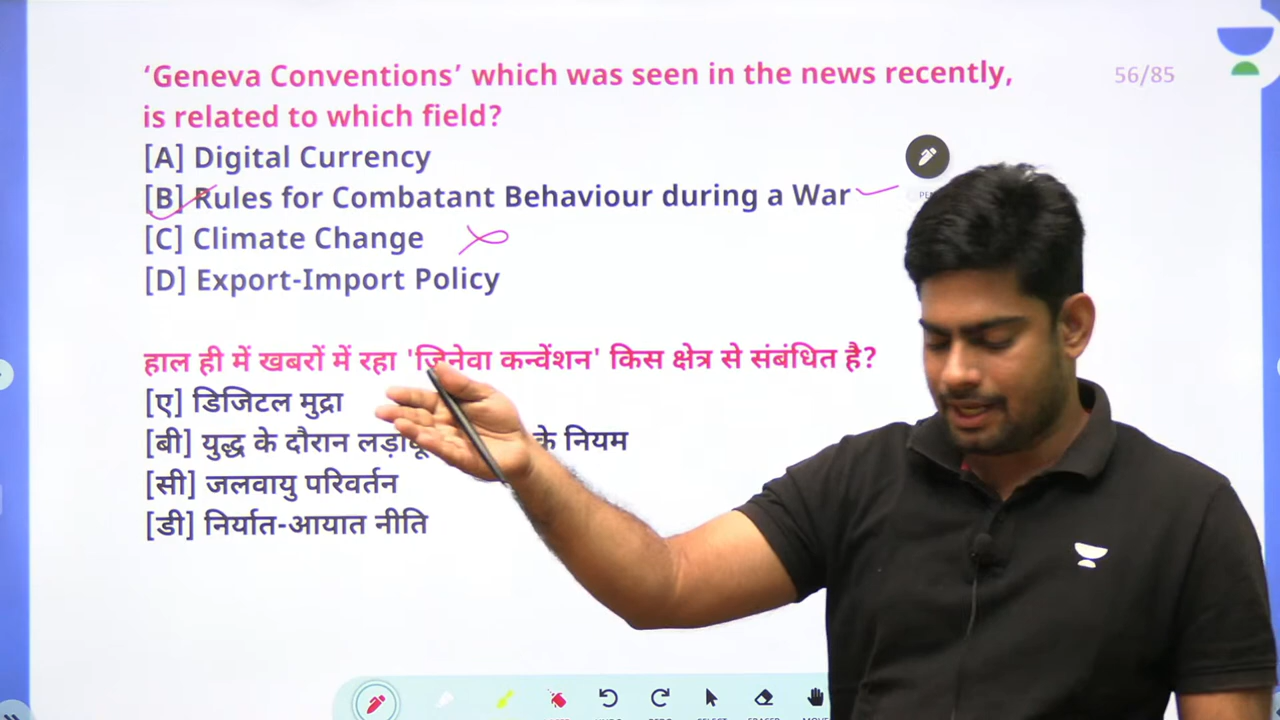 'Geneva Conventions' which was seen in the news recently,
56/85
is related to which field?
[A] Digital Currency
[B] Rules for Combatant Behaviour during a War
[C] Climate Change
[D] Export-Import Policy
हाल ही में खबरों में रहा 'जिनेवा कन्वेंशन' किस क्षेत्र से संबंधित है?
[ए] डिजिटल मुद्रा
[बी] युद्ध के दौरान के नियम
[सी] जलवायु परिवर्तन
[डी] निर्यात-आयात नीति